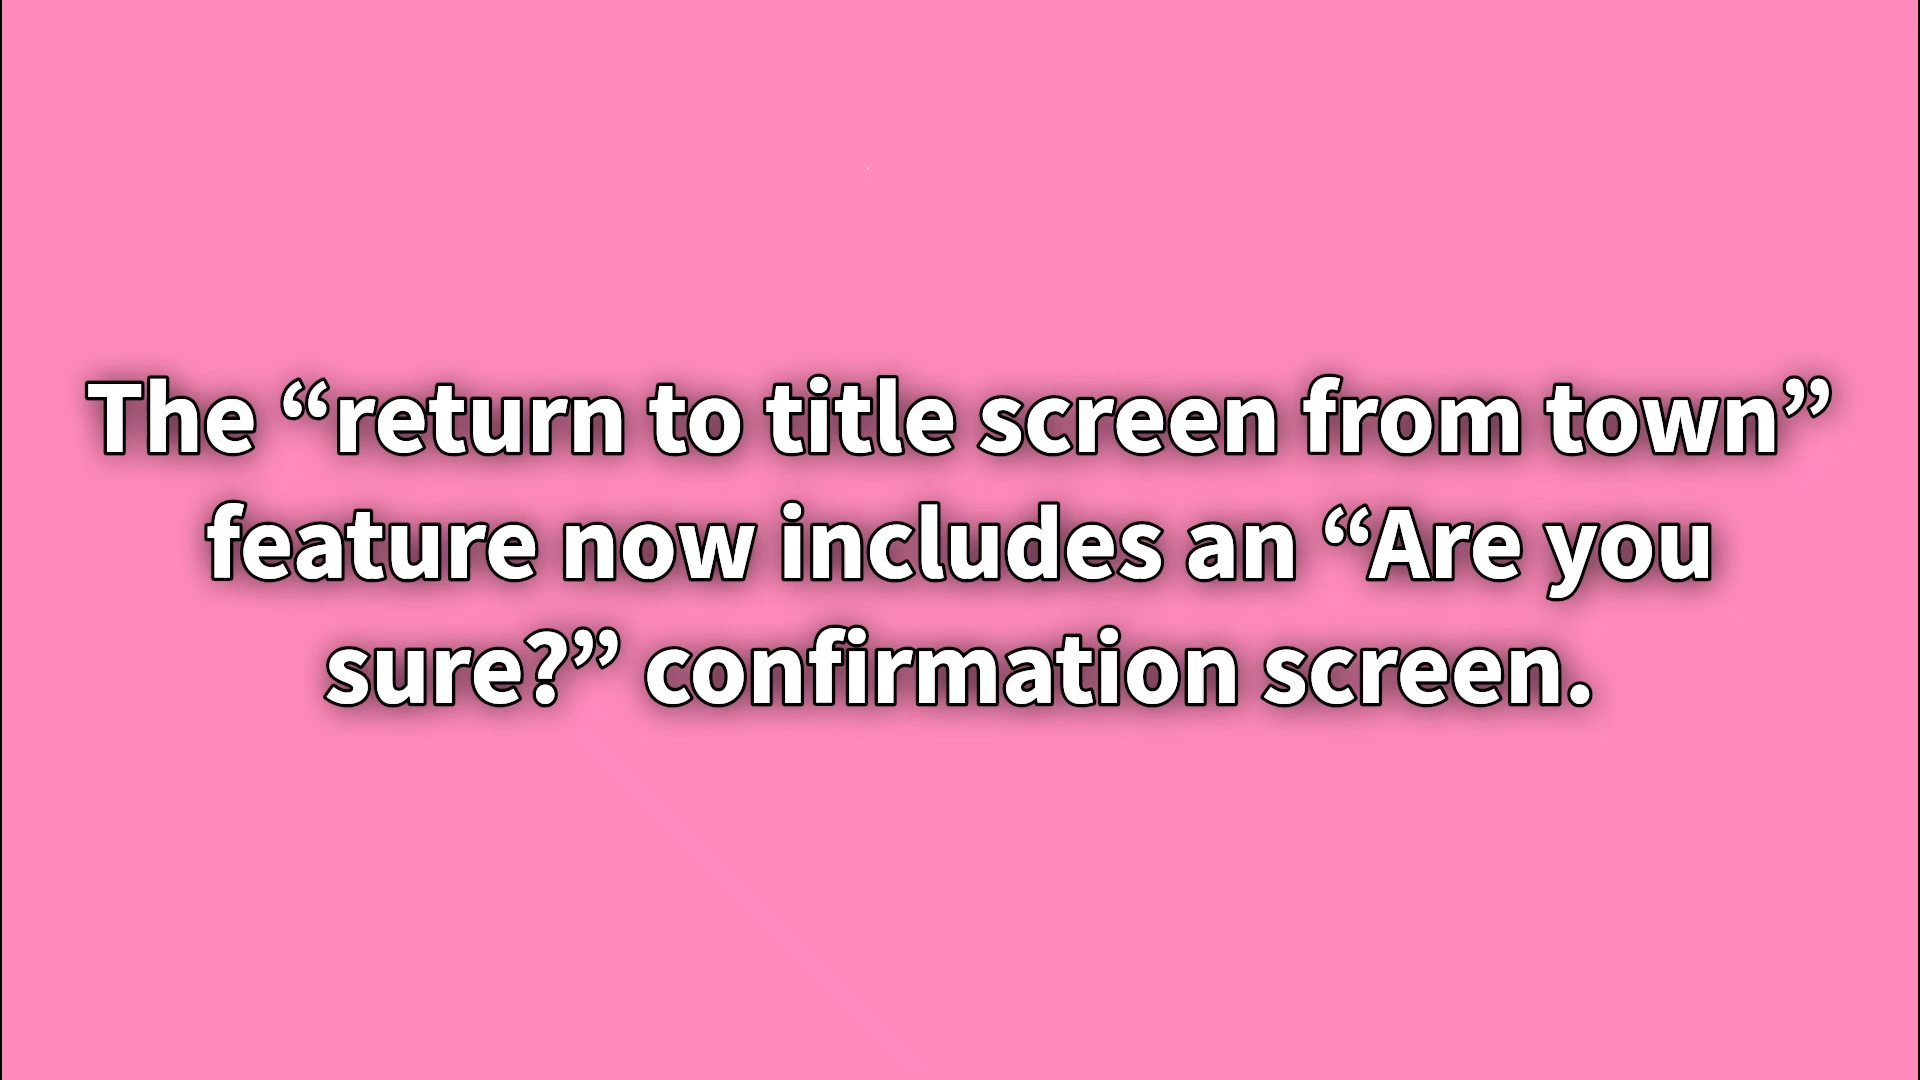 The “return to title screen from town”
feature now includes an “Are you
sure?” confirmation screen.